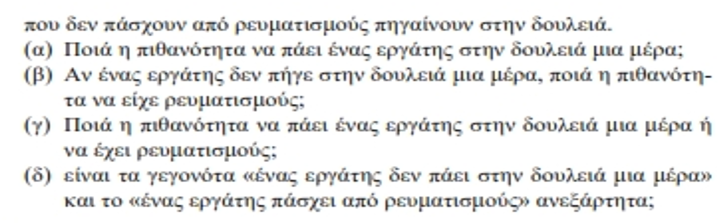 που δεν πάσχουν από ρευματισμούς πηγαίνουν στην δουλειά.
(α) Ποιά η πιθανότητα να πάει ένας εργάτης στην δουλειά μια μέρα;
(β) Αν ένας εργάτης δεν πήγε στην δουλειά μια μέρα, ποιά η πιθανότη-
τα να είχε ρευματισμούς;
(γ) Ποιά η πιθανότητα να πάει ένας εργάτης στην δουλειά μια μέρα ή
να έχει ρευματισμούς;
(δ) είναι τα γεγονότα «ένας εργάτης δεν πάει στην δουλειά μια μέρα»
και το «ένας εργάτης πάσχει από ρευματισμούς» ανεξάρτητα;